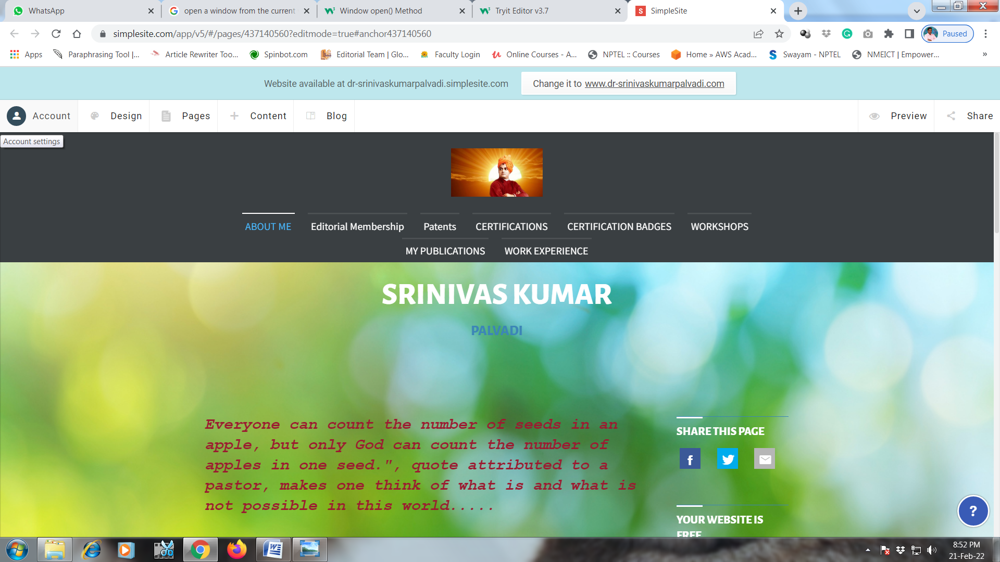 WhatsApp
open a window from the current
Window open() Method
Tryit Editor v3.7
SimpleSite
simplesite.com/app/v5/#/pages/437140560?editmode=true#anchor437140560
Paused
Apps
Paraphrasing Tool |...
Article Rewriter Too...
Spinbot.com
Editorial Team | Glo...
Faculty Login
Online Courses - A...
NPTEL :: Courses
Home » AWS Acad...
Swayam - NPTEL
NMEICT | Empower...
»
Website available at dr-srinivaskumarpalvadi.simplesite.com
Change it to www.dr-srinivaskumarpalvadi.com
Account
Design
Pages
Content
Blog
Preview
Share
Account settings
ABOUT ME
Editorial Membership
Patents
CERTIFICATIONS
CERTIFICATION BADGES
WORKSHOPS
MY PUBLICATIONS
WORK EXPERIENCE
SRINIVAS KUMAR
PALVADI
Everyone can count the number of seeds in an
apple, but only God can count the number of
apples in one seed.", quote attributed to a
pastor, makes one think of what is and what is
not possible in this world.....
SHARE THIS PAGE
YOUR WEBSITE IS
FREE
?
8:52 PM
21-Feb-22